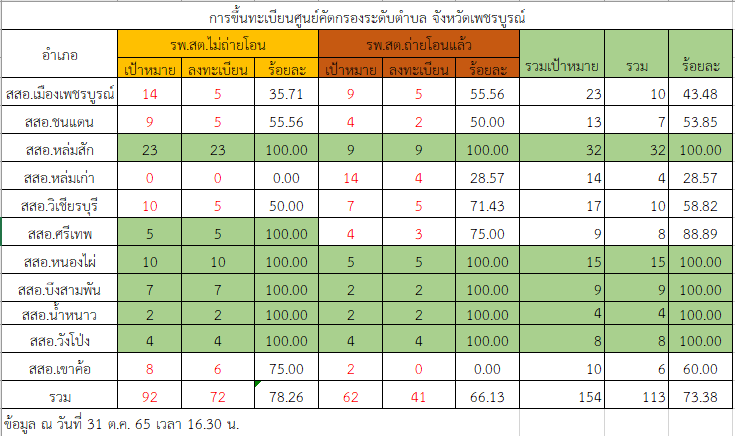 การขึ้นทะเบียนศูนย์คัดกรองระดับตำบล จังหวัดเพชรบูรณ์
อำเภอ รพ.สต.ไม่ถ่ายโอน รพ.สต.ถ่ายโอนแล้ว รวมเป้าหมาย รวม ร้อยละ
เป้าหมาย ลงทะเบียน ร้อยละ เป้าหมาย ลงทะเบียน ร้อยละ
สสอ.เมืองเพชรบูรณ์ 14 5 35.71 9 5 55.56 23 10 43.48
สสอ.ชนแดน 9 5 55.56 4 2 50.00 13 7 53.85
สสอ.หล่มสัก 23 23 100.00 9 9 100.00 32 32 100.00
สสอ.หล่มเก่า 0 0 0.00 14 4 28.57 14 4 28.57
สสอ.วิเชียรบุรี 10 5 50.00 7 5 71.43 17 10 58.82
สสอ.ศรีเทพ 5 5 100.00 4 3 75.00 9 8 88.89
สสอ.หนองไผ่ 10 10 100.00 5 5 100.00 15 15 100.00
สสอ.บึงสามพัน 7 7 100.00 2 2 100.00 9 9 100.00
สสอ.น้ำหนาว 2 2 100.00 2 2 100.00 4 4 100.00
สสอ.วังโป่ง 4 4 100.00 4 4 100.00 8 8 100.00
สสอ.เขาค้อ 8 6 75.00 2 0 0.00 10 6 60.00
รวม 92 72 78.26 62 41 66.13 154 113 73.38
ข้อมูล ณ วันที่ 31 ต.ค. 65 เวลา 16.30 น.